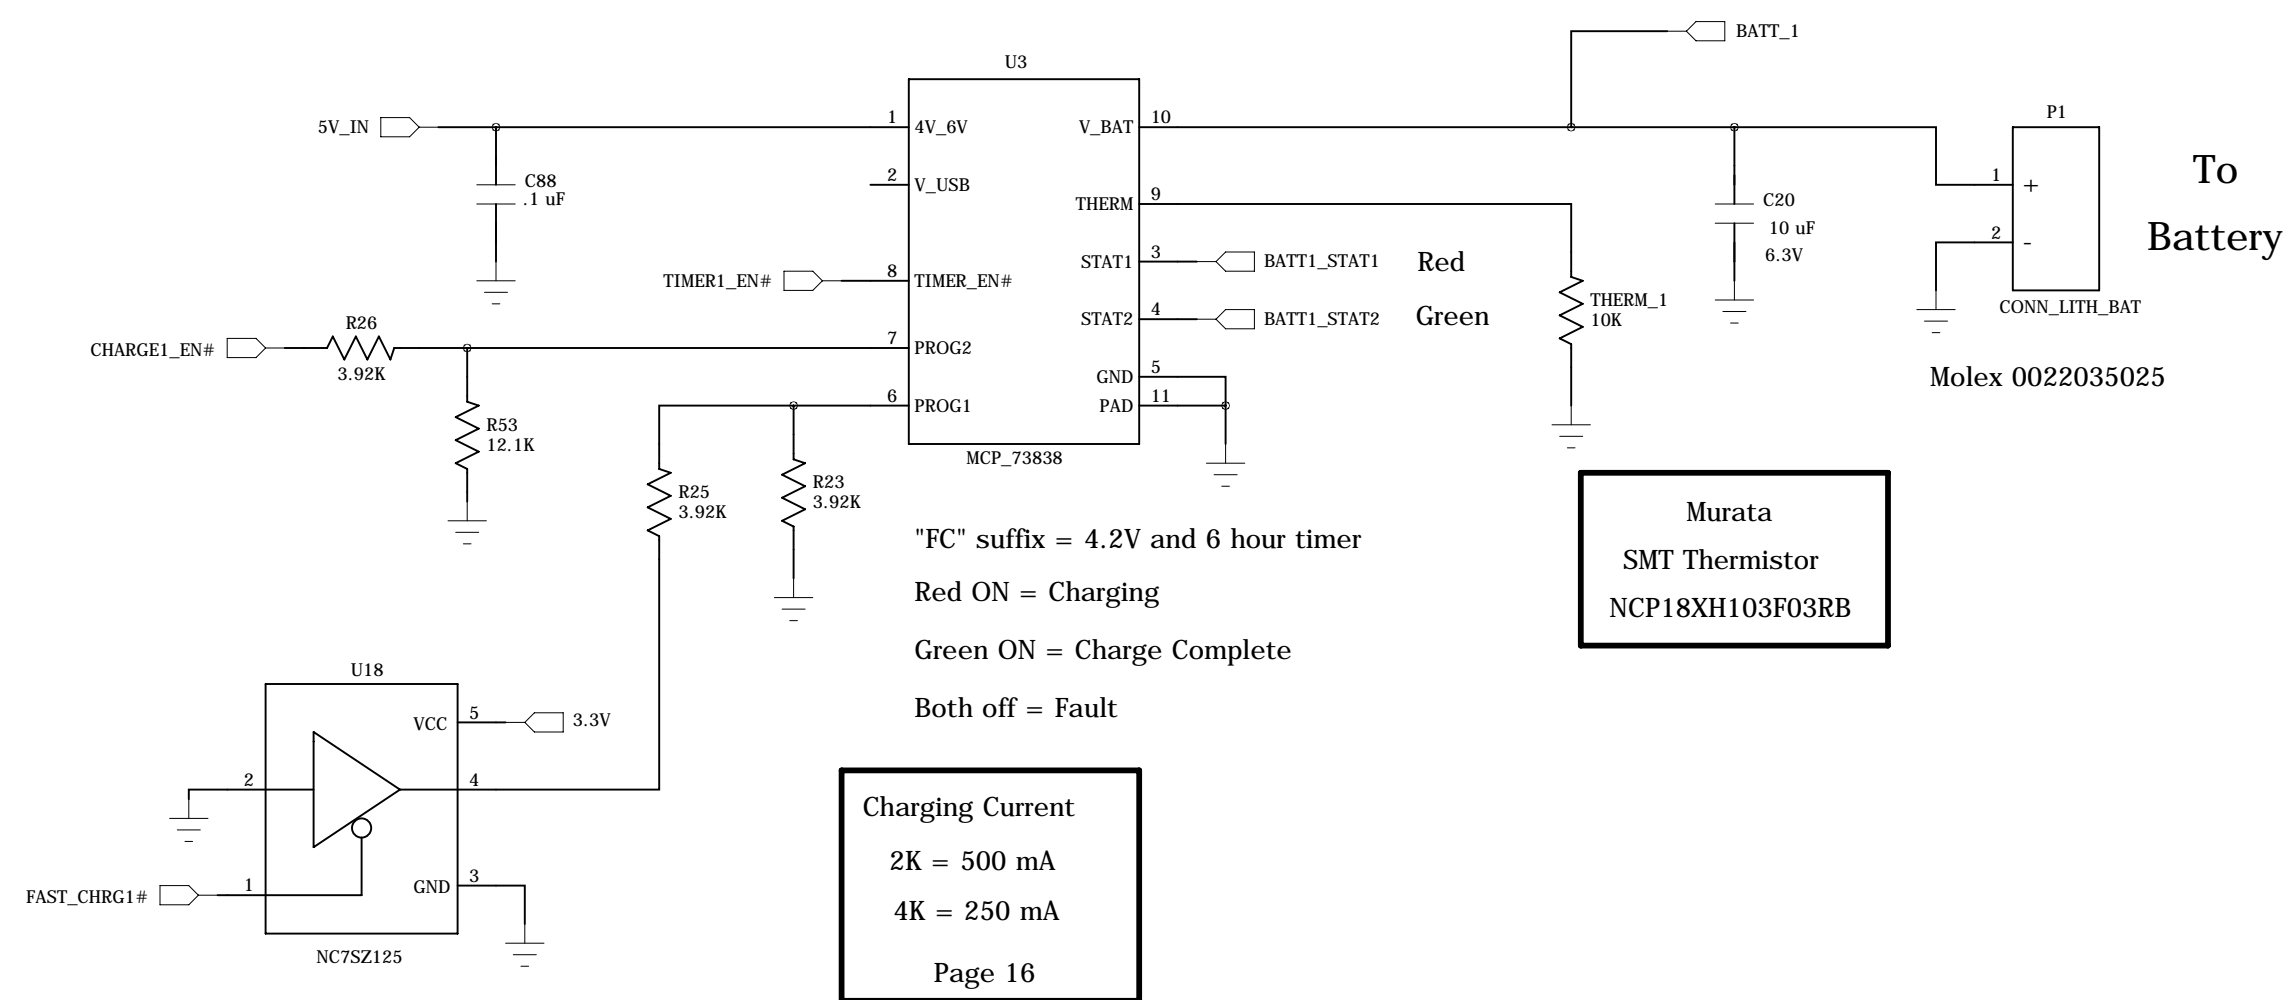 BATT_1
U3
5V_IN
1
4V_6V
V_BAT
10
P1
C88
.1 uF
2
V_USB
THERM
9
C20
10 uF
6.3V
1
+
2
-
To
Battery
CONN_LITH_BAT
Molex 0022035025
STAT1
3
BATT1_STAT1
Red
TIMER1_EN#
8
TIMER_EN#
STAT2
4
BATT1_STAT2
Green
THERM_1
10K
CHARGE1_EN#
R26
3.92K
7
PROG2
GND
5
6
PROG1
PAD
11
R53
12.1K
MCP_73838
R25
3.92K
R23
3.92K
Murata
SMT Thermistor
NCP18XH103F03RB
"FC" suffix = 4.2V and 6 hour timer
Red ON = Charging
Green ON = Charge Complete
Both off = Fault
U18
VCC
5
3.3V
2
4
FAST_CHRG1#
1
GND
3
NC7SZ125
Charging Current
2K = 500 mA
4K = 250 mA
Page 16